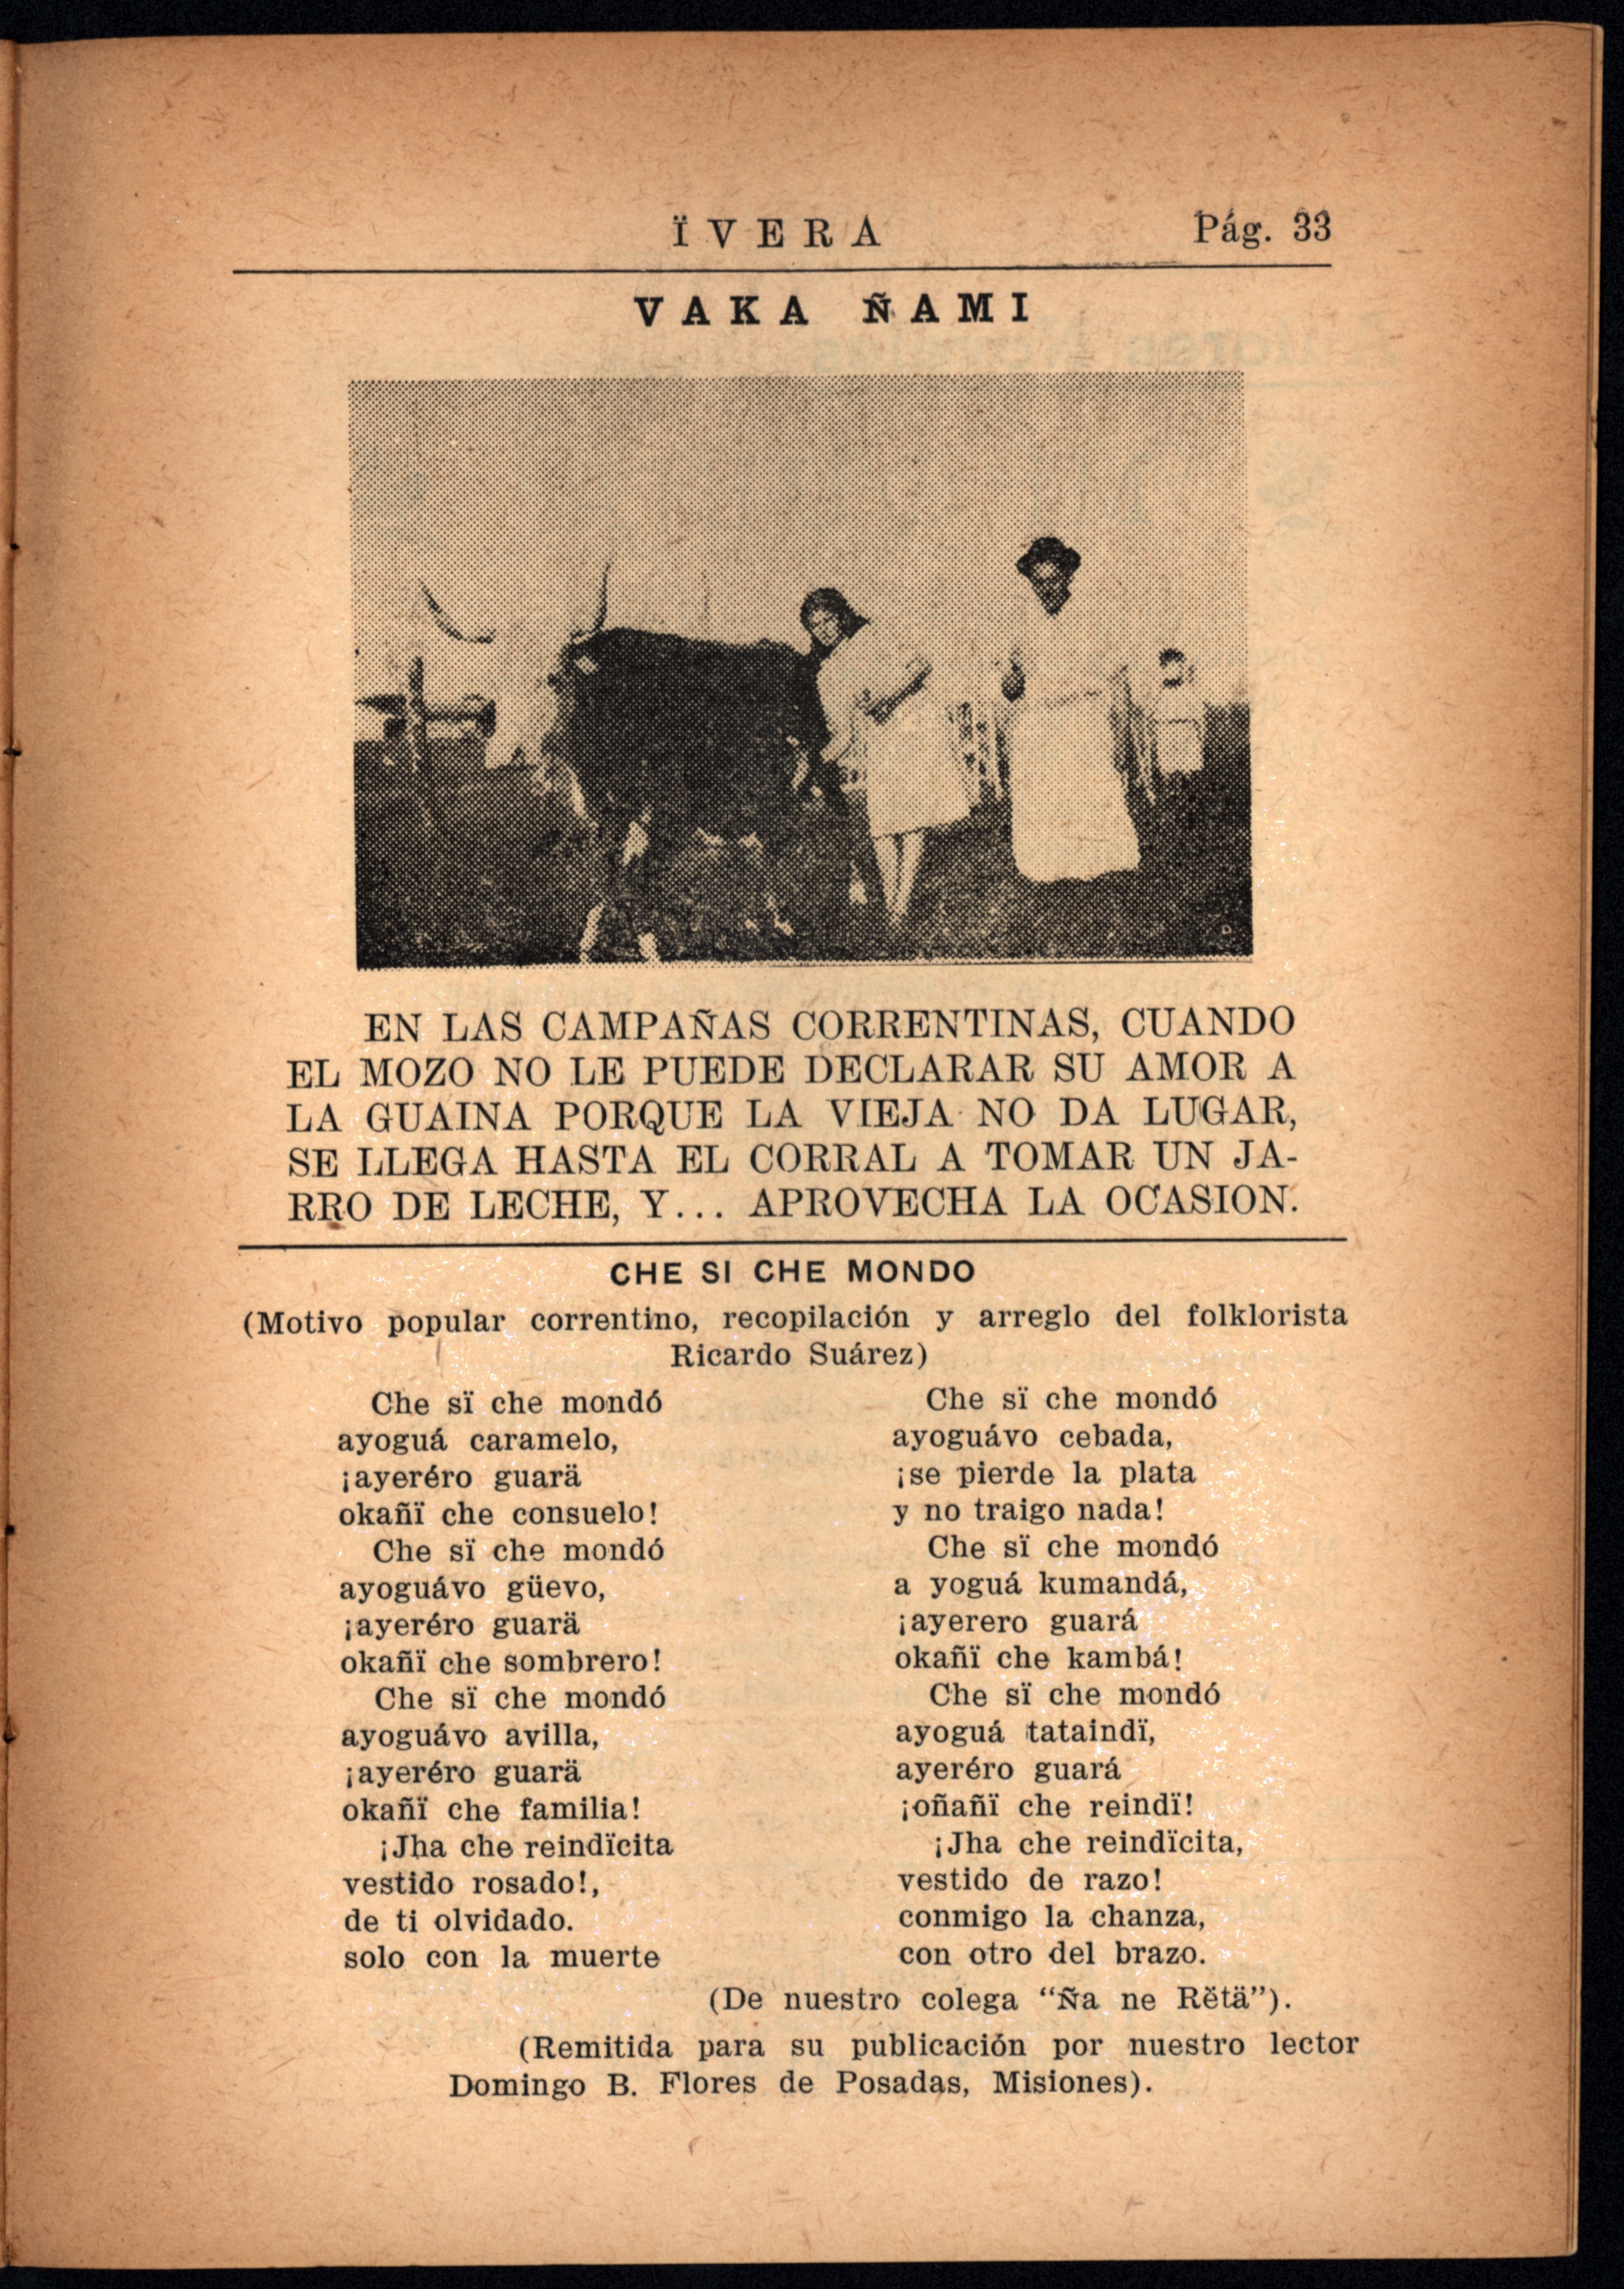 ÏVERA
Pág. 33
VAKA ÑAMI
EN LAS CAMPAÑAS CORRENTINAS, CUANDO
EL MOZO NO LE PUEDE DECLARAR SU AMOR A
LA GUAINA PORQUE LA VIEJA NO DA LUGAR,
SE LLEGA HASTA EL CORRAL A TOMAR UN JA-
RRO DE LECHE, Y... APROVECHA LA OCASION.
CHE SI CHE MONDO
(Motivo popular correntino, recopilación y arreglo del folklorista
Ricardo Suárez)
Che sï che mondó
ayoguá caramelo,
¡ayeréro guarä
okañï che consuelo!
Che sï che mondó
ayoguávo güevo,
¡ayeréro guarä
okañï che sombrero!
Che sï che mondó
ayoguávo avilla,
¡ayeréro guarä
okañï che familia!
¡Jha che reindïcita
vestido rosado!,
de ti olvidado.
solo con la muerte
Che sï che mondó
ayoguávo cebada,
¡se pierde la plata
y no traigo nada!
Che sï che mondó
a yoguá kumandá,
¡ayerero guará
okañï che kambá!
Che sï che mondó
ayoguá tataindï,
ayeréro guará
¡oñañï che reindï!
¡Jha che reindïcita,
vestido de razo!
conmigo la chanza,
con otro del brazo.
(De nuestro colega “Ña ne Rëtä”).
(Remitida para su publicación por nuestro lector
Domingo B. Flores de Posadas, Misiones).